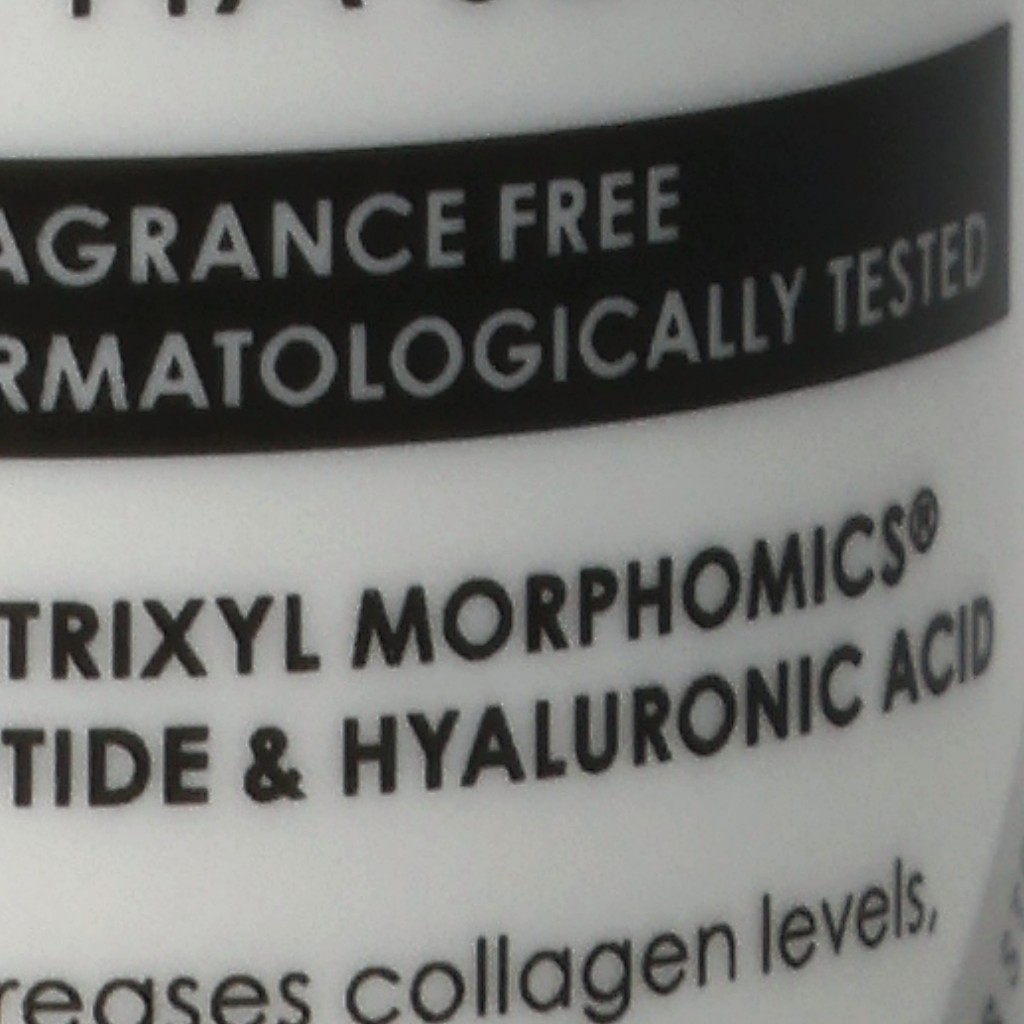 AGRANCE FREE
RMATOLOGICALLY TESTED
TRIXYL MORPHOMICS®
TIDE & HYALURONIC ACID
reases collagen levels,